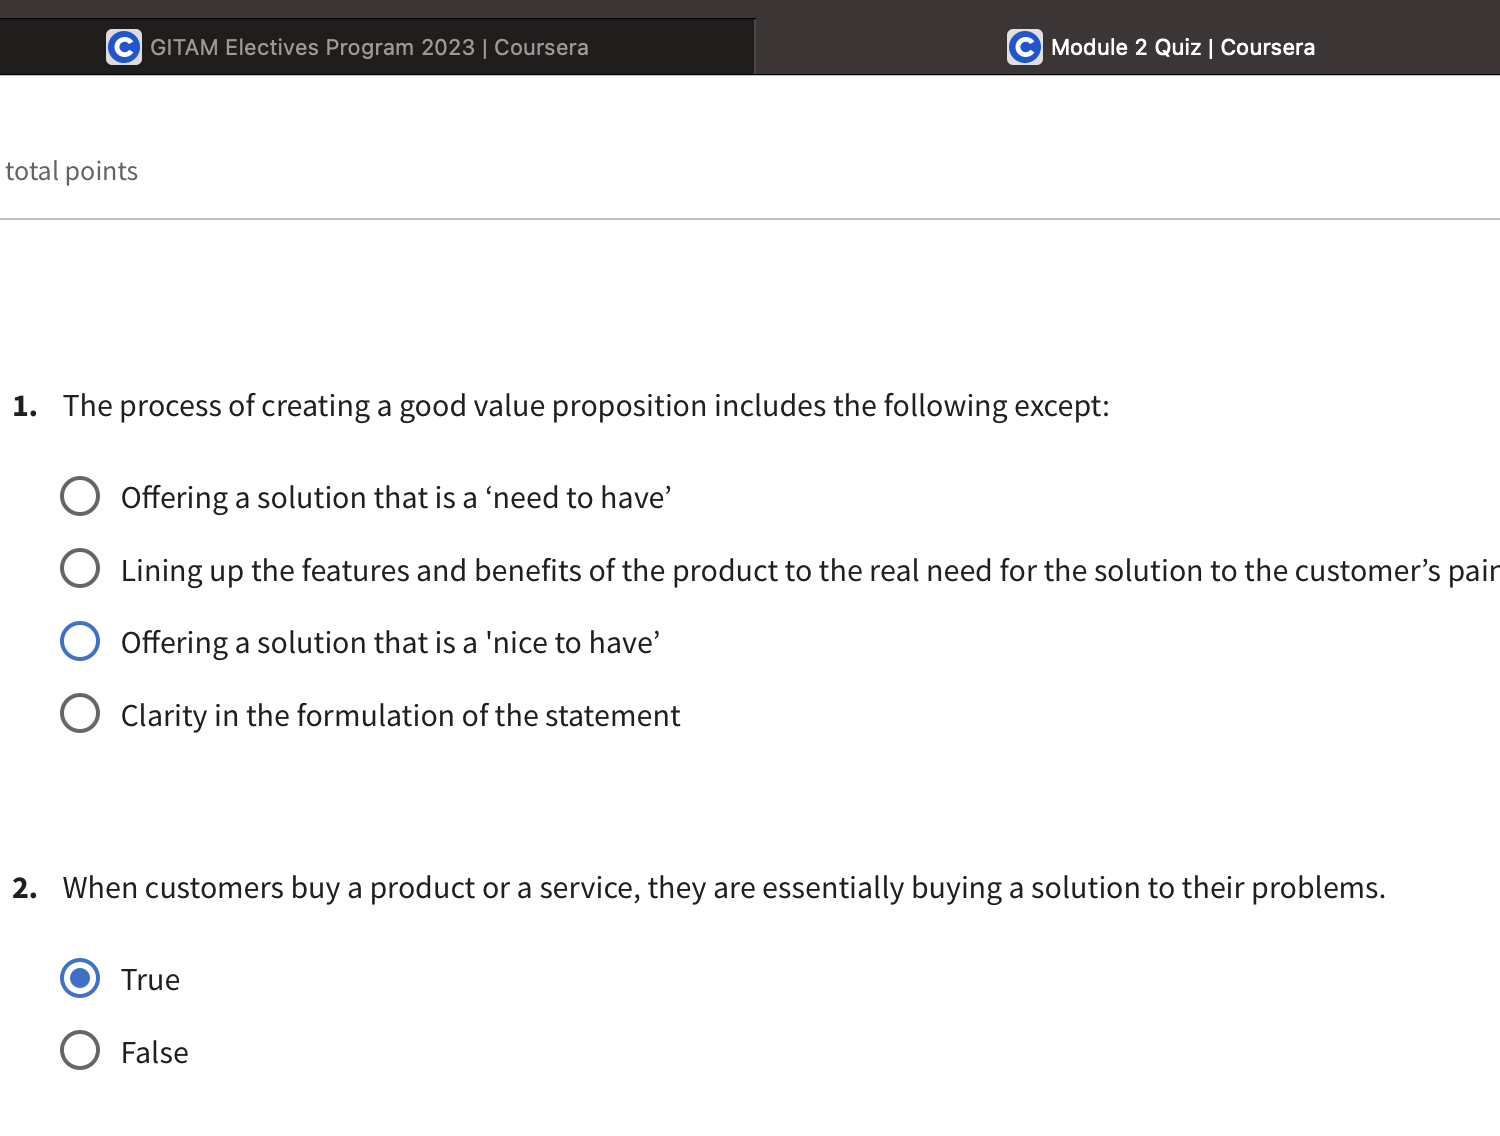 GITAM Electives Program 2023 | Coursera
Module 2 Quiz | Coursera
total points
1. The process of creating a good value proposition includes the following except:
Offering a solution that is a ‘need to have’
Lining up the features and benefits of the product to the real need for the solution to the customer’s
Offering a solution that is a 'nice to have’
Clarity in the formulation of the statement
2. When customers buy a product or a service, they are essentially buying a solution to their problems.
True
False